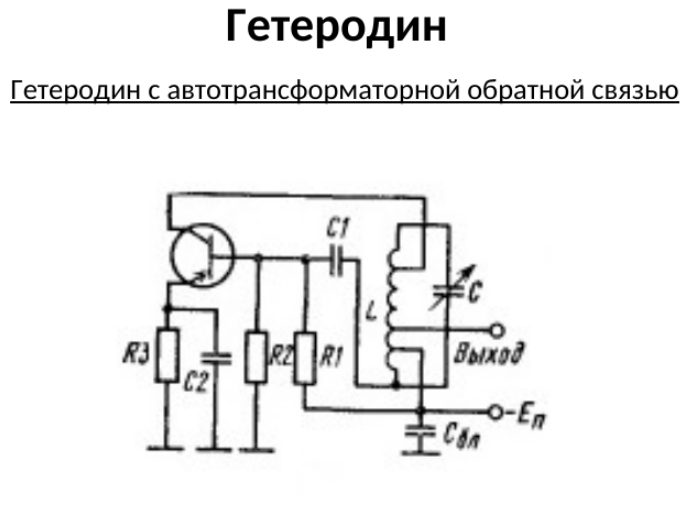 Гетеродин
Гетеродин с автотрансформаторной обратной связью
C1
C
L
R3
C2
R2
R1
Выход
-Eп
Cбл